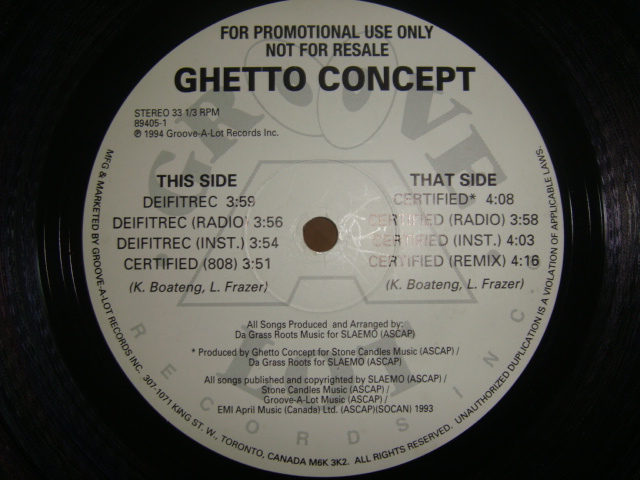 FOR PROMOTIONAL USE ONLY
NOT FOR RESALE
GHETTO CONCEPT
STEREO 33 1/3 RPM
89405-1
℗ 1994 Groove-A-Lot Records Inc.
THIS SIDE
DEIFITREC 3:59
DEIFITREC (RADIO) 3:56
DEIFITREC (INST.) 3:54
CERTIFIED (808) 3:51
(K. Boateng, L. Frazer)
THAT SIDE
CERTIFIED* 4:08
CERTIFIED (RADIO) 3:58
CERTIFIED (INST.) 4:03
CERTIFIED (REMIX) 4:16
(K. Boateng, L. Frazer)
All Songs Produced and Arranged by:
Da Grass Roots Music for SLAEMO (ASCAP)
* Produced by Ghetto Concept for Stone Candles Music (ASCAP) /
Da Grass Roots for SLAEMO (ASCAP)
All songs published and copyrighted by SLAEMO (ASCAP) /
Stone Candles Music (ASCAP) /
Groove-A-Lot Music (ASCAP) /
EMI April Music (Canada) Ltd. (ASCAP)(SOCAN) 1993
MFG & MARKETED BY GROOVE-A-LOT RECORDS INC. 307-1071 KING ST. W., TORONTO, CANADA M6K 3K2. ALL RIGHTS RESERVED. UNAUTHORIZED DUPLICATION IS A VIOLATION OF APPLICABLE LAWS.
GROOVE
A
LOT
RECORDS INC.